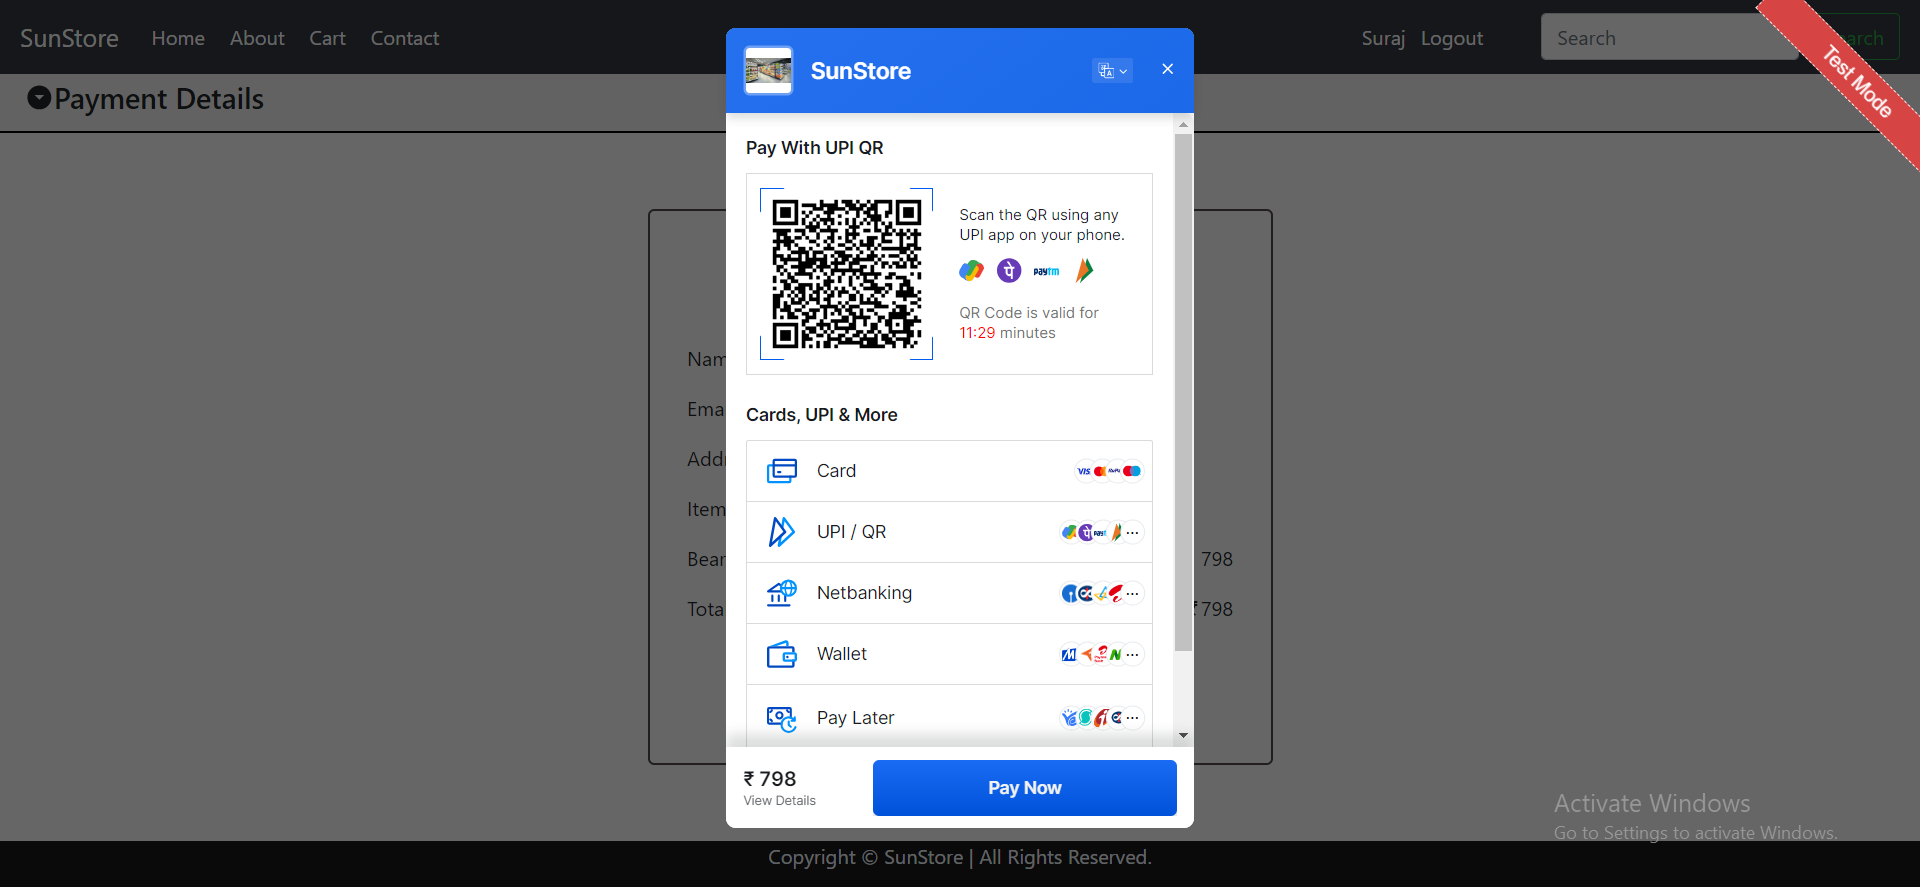 SunStore
Home
About
Cart
Contact
Suraj
Logout
Search
Test Mode
Payment Details
SunStore
Pay With UPI QR
Scan the QR using any
UPI app on your phone.
paytm
QR Code is valid for
11:29 minutes
Cards, UPI & More
Card
VISA
UPI / QR
Netbanking
Wallet
Pay Later
₹ 798
View Details
Pay Now
Nam
Ema
Addr
Item
Bear
798
Tota
₹ 798
Activate Windows
Go to Settings to activate Windows.
Copyright © SunStore | All Rights Reserved.